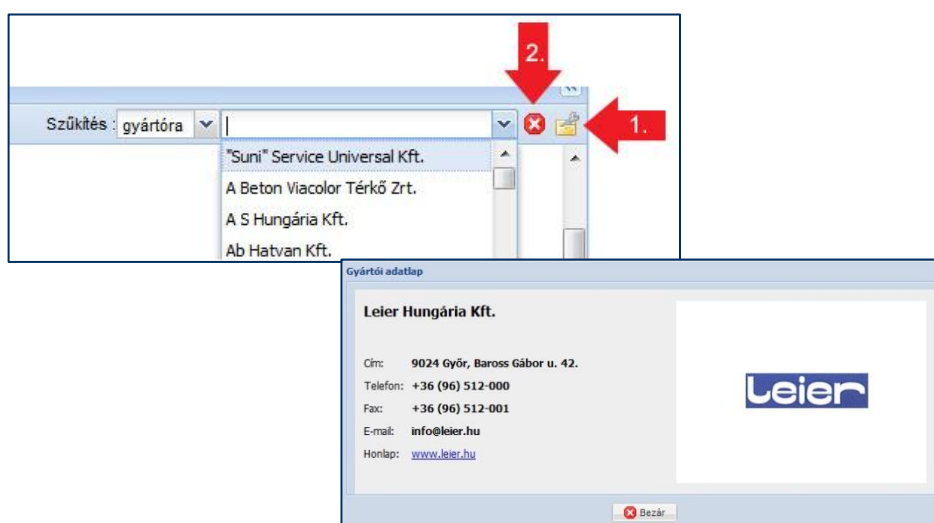 2.
Szűkítés : gyártóra
1.
"Suni" Service Universal Kft.
A Beton Viacolor Térkő Zrt.
A S Hungária Kft.
Ab Hatvan Kft.
Gyártói adatlap
Leier Hungária Kft.
Cím: 9024 Győr, Baross Gábor u. 42.
Telefon: +36 (96) 512-000
Fax: +36 (96) 512-001
E-mail: info@leier.hu
Honlap: www.leier.hu
Leier
Bezár